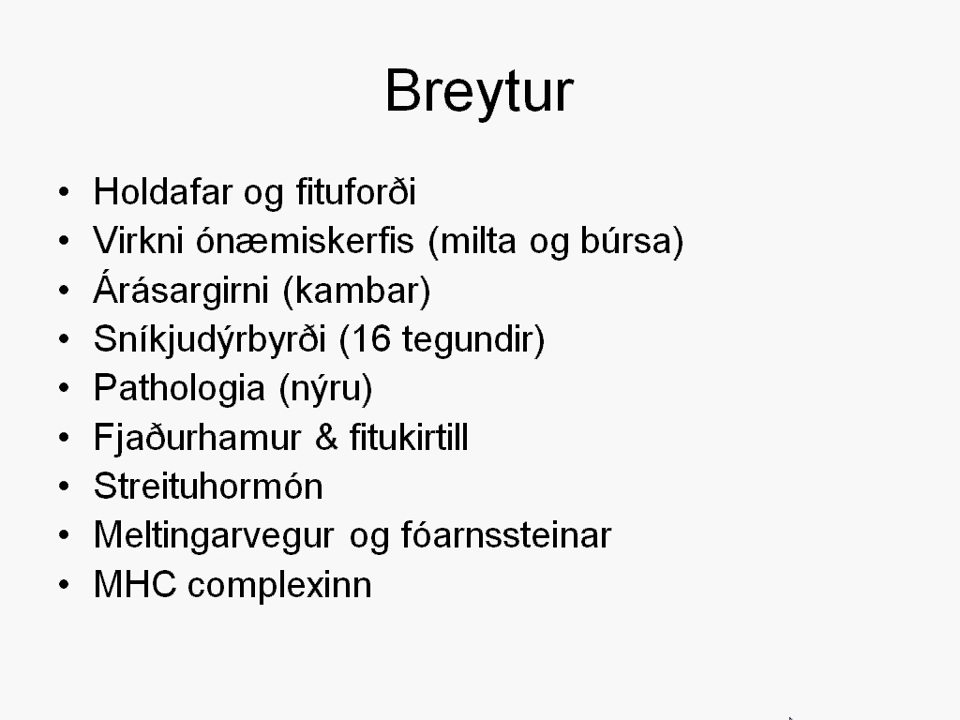 Breytur
• Holdafar og fituforði
• Virkni ónæmiskerfis (milta og búrsa)
• Árásargirni (kambar)
• Sníkjudýrbyrði (16 tegundir)
• Pathologia (nýru)
• Fjaðurhamur & fitukirtill
• Streituhormón
• Meltingarvegur og fóarnssteinar
• MHC complexinn